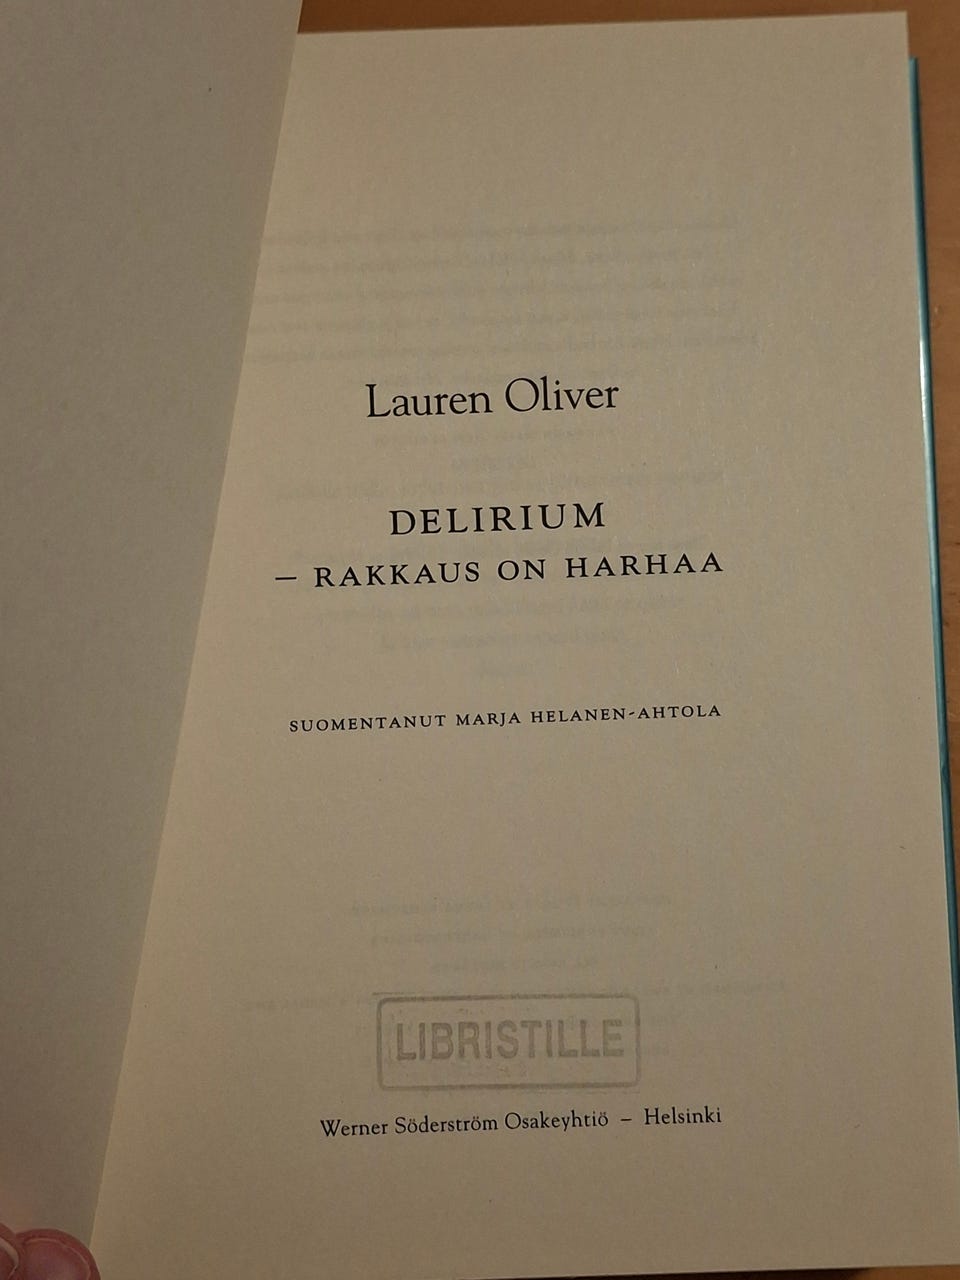 Lauren Oliver
DELIRIUM
– RAKKAUS ON HARHAA
SUOMENTANUT MARJA HELANEN-AHTOLA
LIBRISTILLE
Werner Söderström Osakeyhtiö – Helsinki